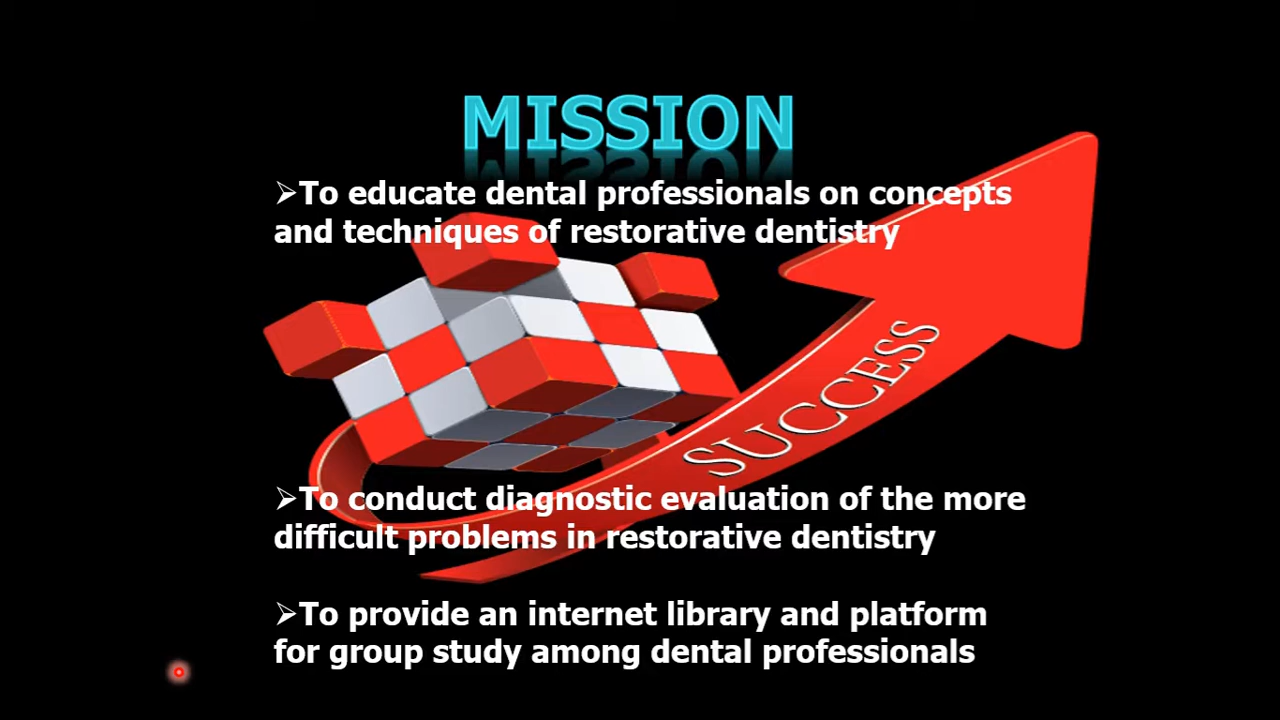 MISSION
➢To educate dental professionals on concepts
and techniques of restorative dentistry
SUCCESS
➢To conduct diagnostic evaluation of the more
difficult problems in restorative dentistry
➢To provide an internet library and platform
for group study among dental professionals